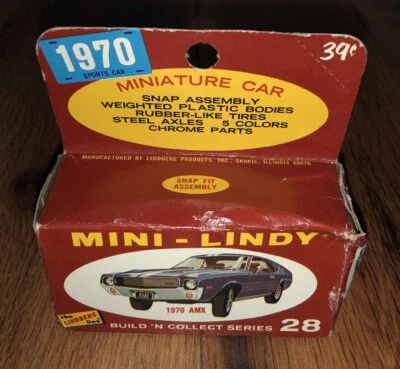 1970
SPORTS CAR
39¢
MINIATURE CAR
SNAP ASSEMBLY
WEIGHTED PLASTIC BODIES
RUBBER-LIKE TIRES
STEEL AXLES 5 COLORS
CHROME PARTS
MANUFACTURED BY LINDBERG PRODUCTS, INC., SKOKIE, ILLINOIS 60076
SNAP FIT
ASSEMBLY
MINI - LINDY
AMX
1970 AMX
the
LINDBERG
line
BUILD 'N COLLECT SERIES 28